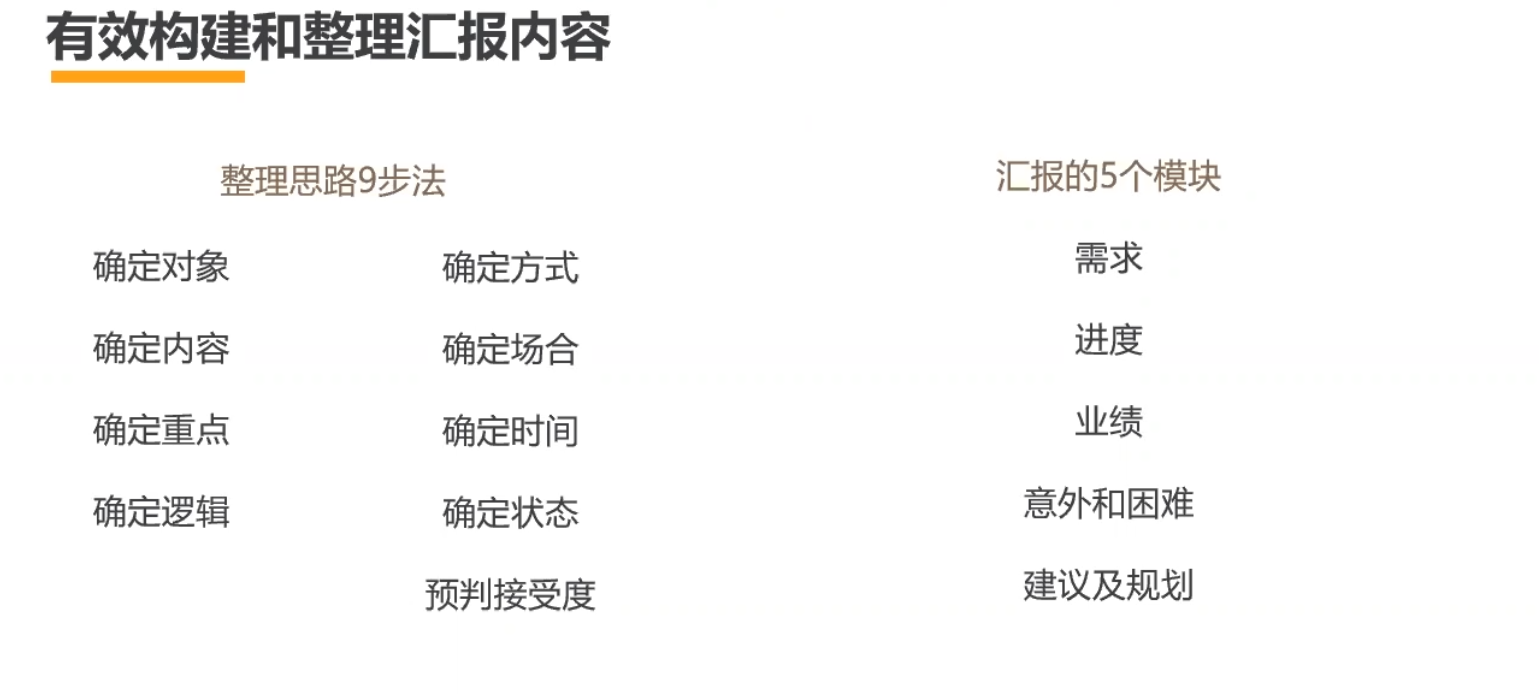 有效构建和整理汇报内容
整理思路9步法
确定对象
确定内容
确定重点
确定逻辑
确定方式
确定场合
确定时间
确定状态
预判接受度
汇报的5个模块
需求
进度
业绩
意外和困难
建议及规划